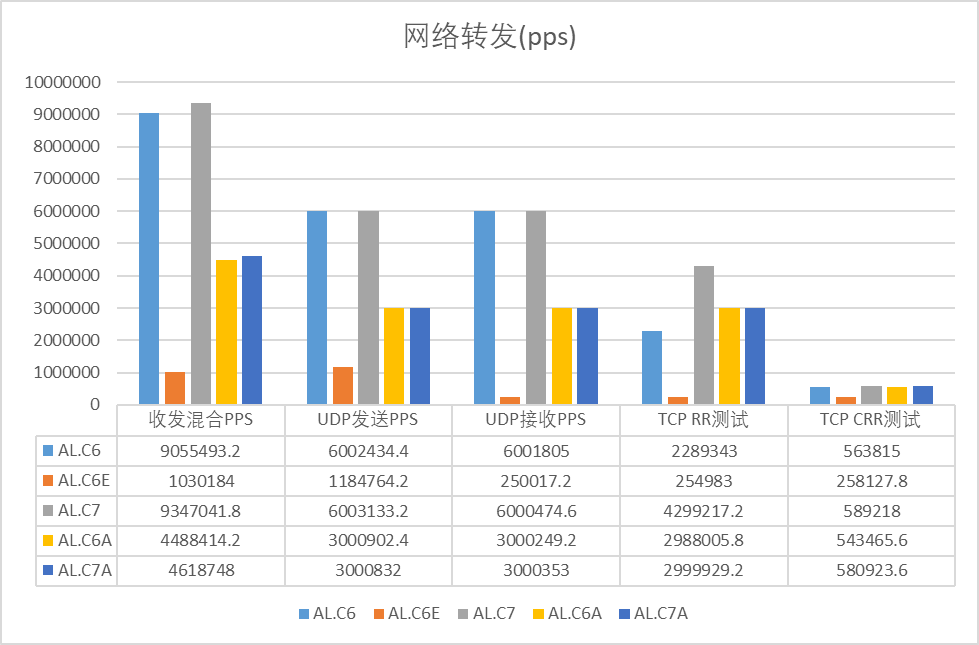 网络转发(pps)
10000000
9000000
8000000
7000000
6000000
5000000
4000000
3000000
2000000
1000000
0
收发混合PPS UDP发送PPS UDP接收PPS TCP RR测试 TCP CRR测试
AL.C6 9055493.2 6002434.4 6001805 2289343 563815
AL.C6E 1030184 1184764.2 250017.2 254983 258127.8
AL.C7 9347041.8 6003133.2 6000474.6 4299217.2 589218
AL.C6A 4488414.2 3000902.4 3000249.2 2988005.8 543465.6
AL.C7A 4618748 3000832 3000353 2999929.2 580923.6
AL.C6 AL.C6E AL.C7 AL.C6A AL.C7A